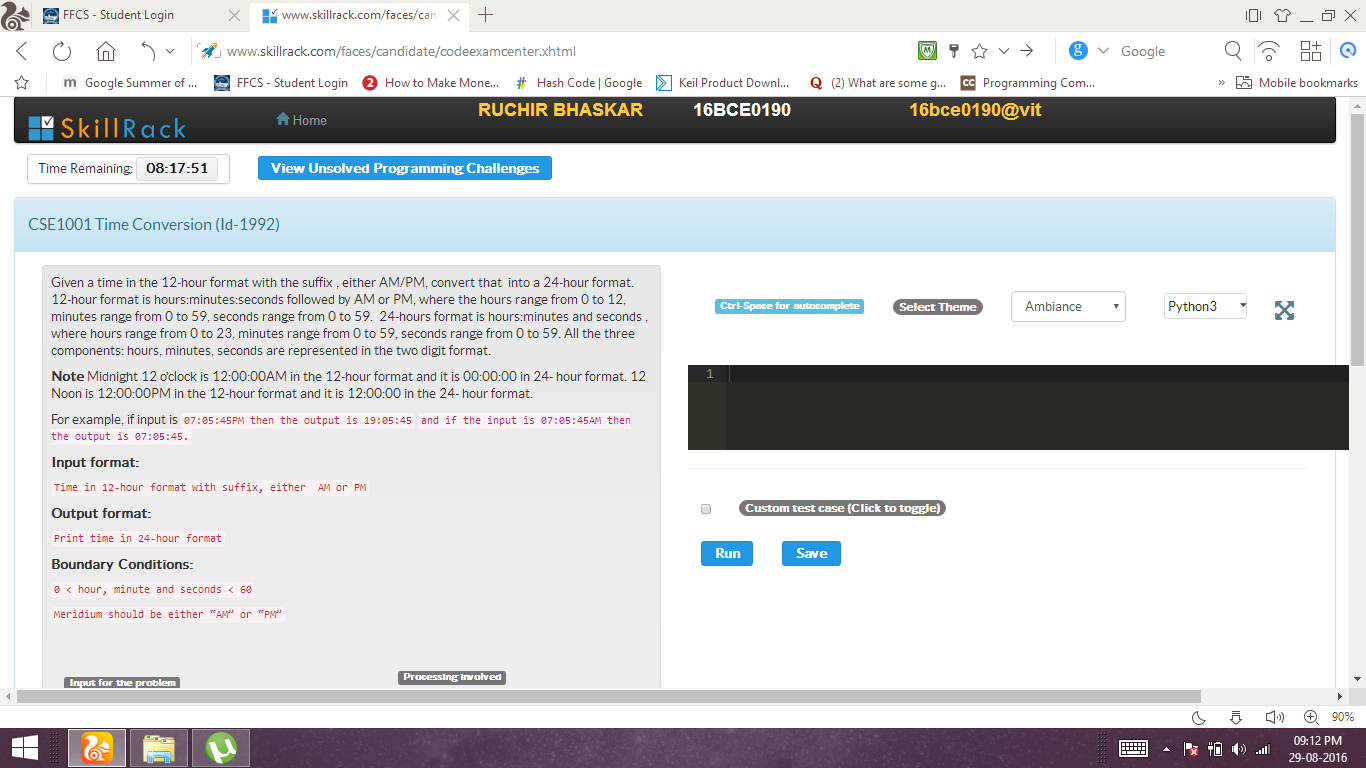 FFCS - Student Login
www.skillrack.com/faces/can
www.skillrack.com/faces/candidate/codeexamcenter.xhtml
Google
Google Summer of ...
FFCS - Student Login
How to Make Mone...
Hash Code | Google
Keil Product Downl...
(2) What are some g...
Programming Com...
» Mobile bookmarks
SkillRack
Home
RUCHIR BHASKAR
16BCE0190
16bce0190@vit
Time Remaining: 08:17:51
View Unsolved Programming Challenges
CSE1001 Time Conversion (Id-1992)
Given a time in the 12-hour format with the suffix , either AM/PM, convert that into a 24-hour format.
12-hour format is hours:minutes:seconds followed by AM or PM, where the hours range from 0 to 12,
minutes range from 0 to 59, seconds range from 0 to 59. 24-hours format is hours:minutes and seconds ,
where hours range from 0 to 23, minutes range from 0 to 59, seconds range from 0 to 59. All the three
components: hours, minutes, seconds are represented in the two digit format.
Note Midnight 12 o'clock is 12:00:00AM in the 12-hour format and it is 00:00:00 in 24- hour format. 12
Noon is 12:00:00PM in the 12-hour format and it is 12:00:00 in the 24- hour format.
For example, if input is 07:05:45PM then the output is 19:05:45 and if the input is 07:05:45AM then
the output is 07:05:45.
Input format:
Time in 12-hour format with suffix, either AM or PM
Output format:
Print time in 24-hour format
Boundary Conditions:
0 < hour, minute and seconds < 60
Meridium should be either “AM” or “PM”
Input for the problem
Processing Involved
Ctrl-Space for autocomplete
Select Theme
Ambiance
Python3
1
Custom test case (Click to toggle)
Run
Save
90%
09:12 PM
29-08-2016